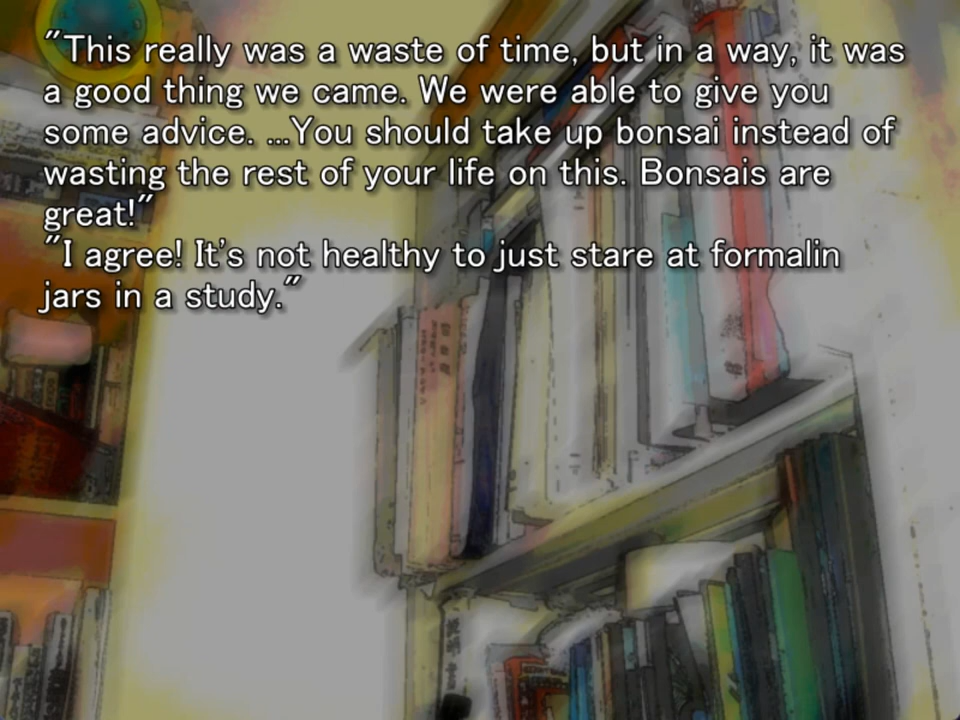 "This really was a waste of time, but in a way, it was
a good thing we came. We were able to give you
some advice. ...You should take up bonsai instead of
wasting the rest of your life on this. Bonsais are
great!"
"I agree! It's not healthy to just stare at formalin
jars in a study."